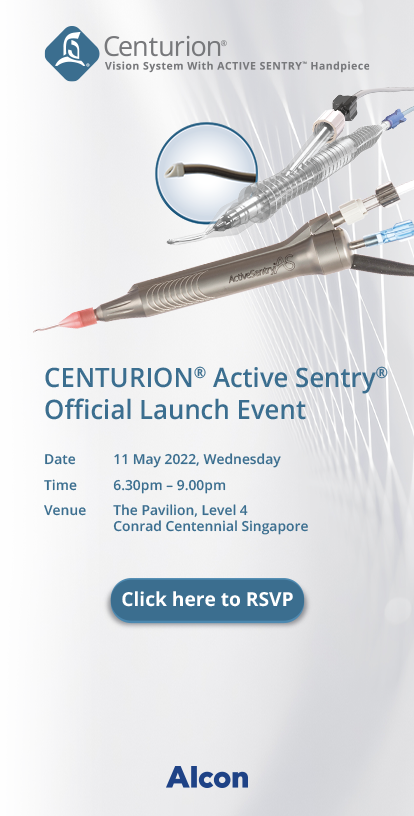 Centurion®
Vision System With ACTIVE SENTRY™ Handpiece
ActiveSentry
CENTURION® Active Sentry®
Official Launch Event
Date 11 May 2022, Wednesday
Time 6.30pm – 9.00pm
Venue The Pavilion, Level 4
Conrad Centennial Singapore
Click here to RSVP
Alcon